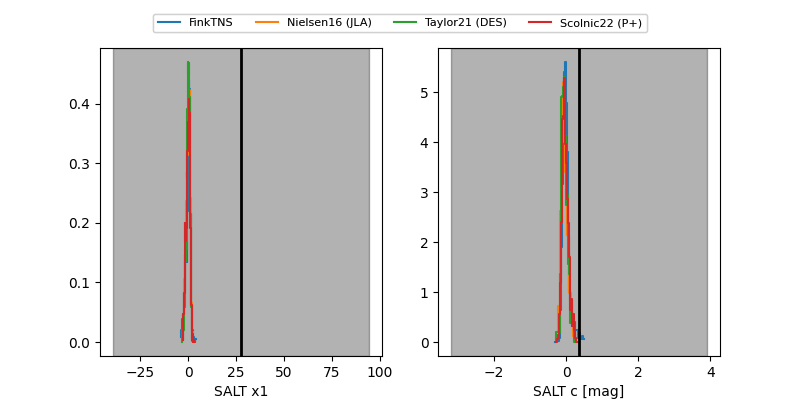 FinkTNS Nielsen16 (JLA) Taylor21 (DES) Scolnic22 (P+)
0.4
0.3
0.2
0.1
0.0
−25 0 25 50 75 100
SALT x1
5
4
3
2
1
0
−2 0 2 4
SALT c [mag]